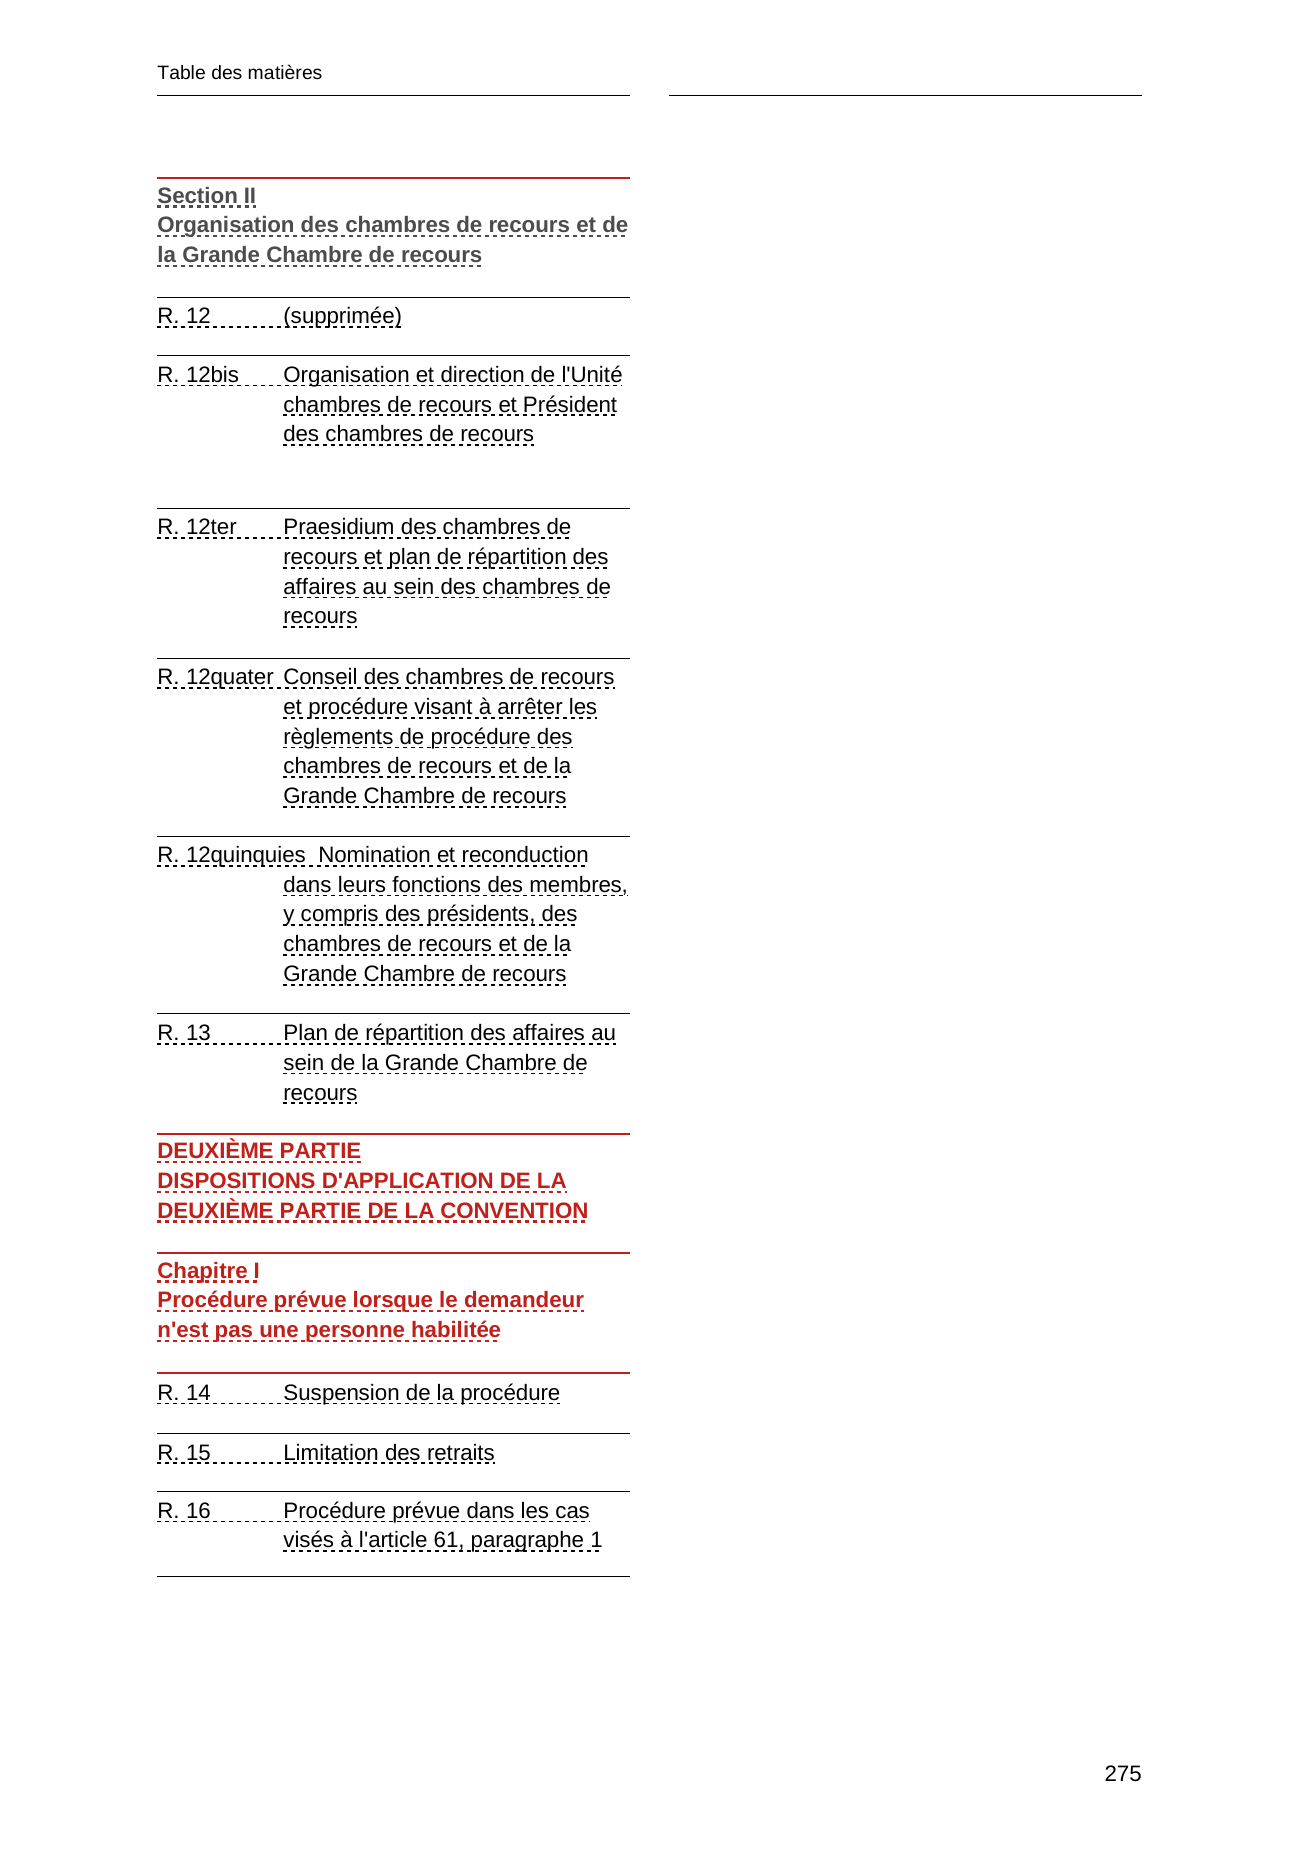 Table des matières
Section II
Organisation des chambres de recours et de
la Grande Chambre de recours
R. 12 (supprimée)
R. 12bis Organisation et direction de l'Unité
chambres de recours et Président
des chambres de recours
R. 12ter Praesidium des chambres de
recours et plan de répartition des
affaires au sein des chambres de
recours
R. 12quater Conseil des chambres de recours
et procédure visant à arrêter les
règlements de procédure des
chambres de recours et de la
Grande Chambre de recours
R. 12quinquies Nomination et reconduction
dans leurs fonctions des membres,
y compris des présidents, des
chambres de recours et de la
Grande Chambre de recours
R. 13 Plan de répartition des affaires au
sein de la Grande Chambre de
recours
DEUXIÈME PARTIE
DISPOSITIONS D'APPLICATION DE LA
DEUXIÈME PARTIE DE LA CONVENTION
Chapitre I
Procédure prévue lorsque le demandeur
n'est pas une personne habilitée
R. 14 Suspension de la procédure
R. 15 Limitation des retraits
R. 16 Procédure prévue dans les cas
visés à l'article 61, paragraphe 1
275